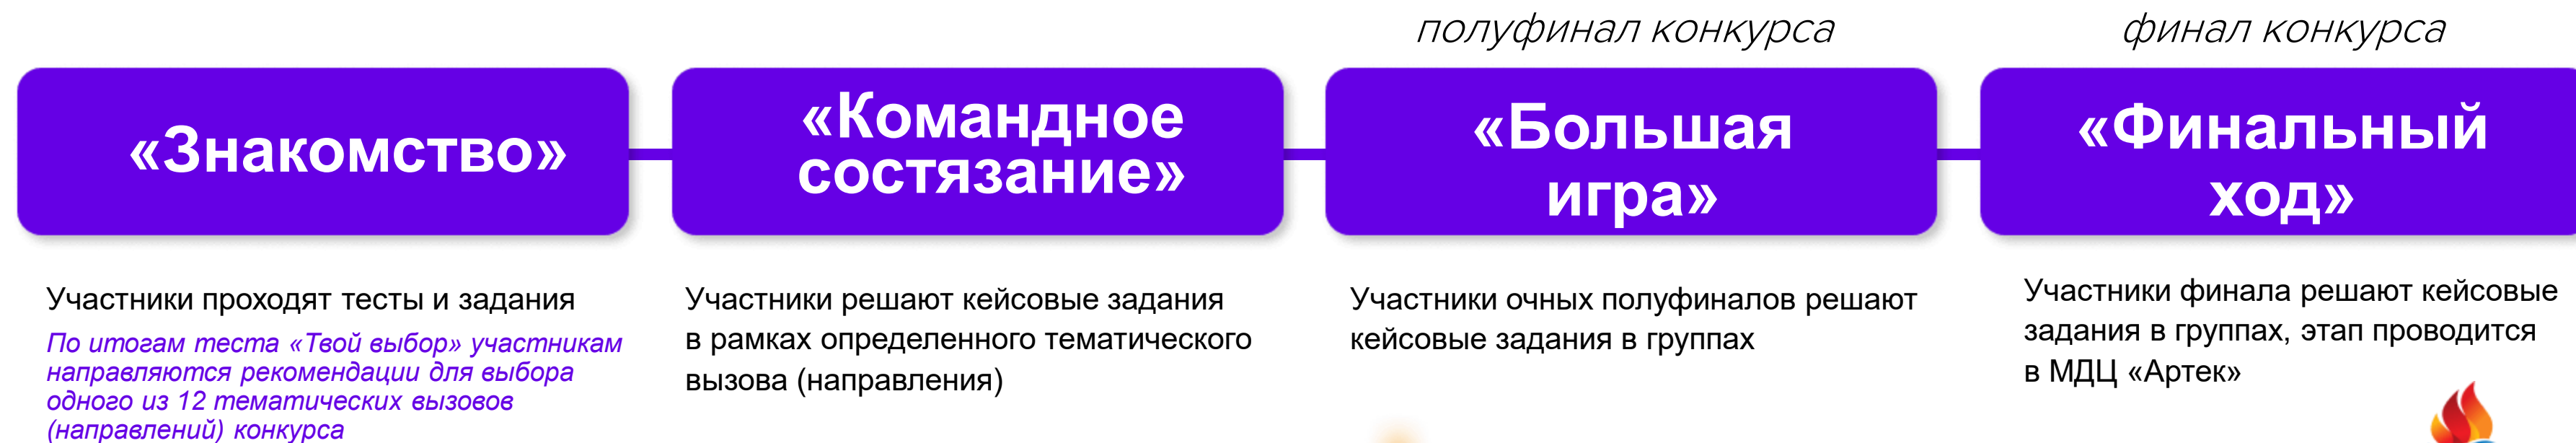 полуфинал конкурса
финал конкурса
«Знакомство»
«Командное
состязание»
«Большая
игра»
«Финальный
ход»
Участники проходят тесты и задания
По итогам теста «Твой выбор» участникам
направляются рекомендации для выбора
одного из 12 тематических вызовов
(направлений) конкурса
Участники решают кейсовые задания
в рамках определенного тематического
вызова (направления)
Участники очных полуфиналов решают
кейсовые задания в группах
Участники финала решают кейсовые
задания в группах, этап проводится
в МДЦ «Артек»